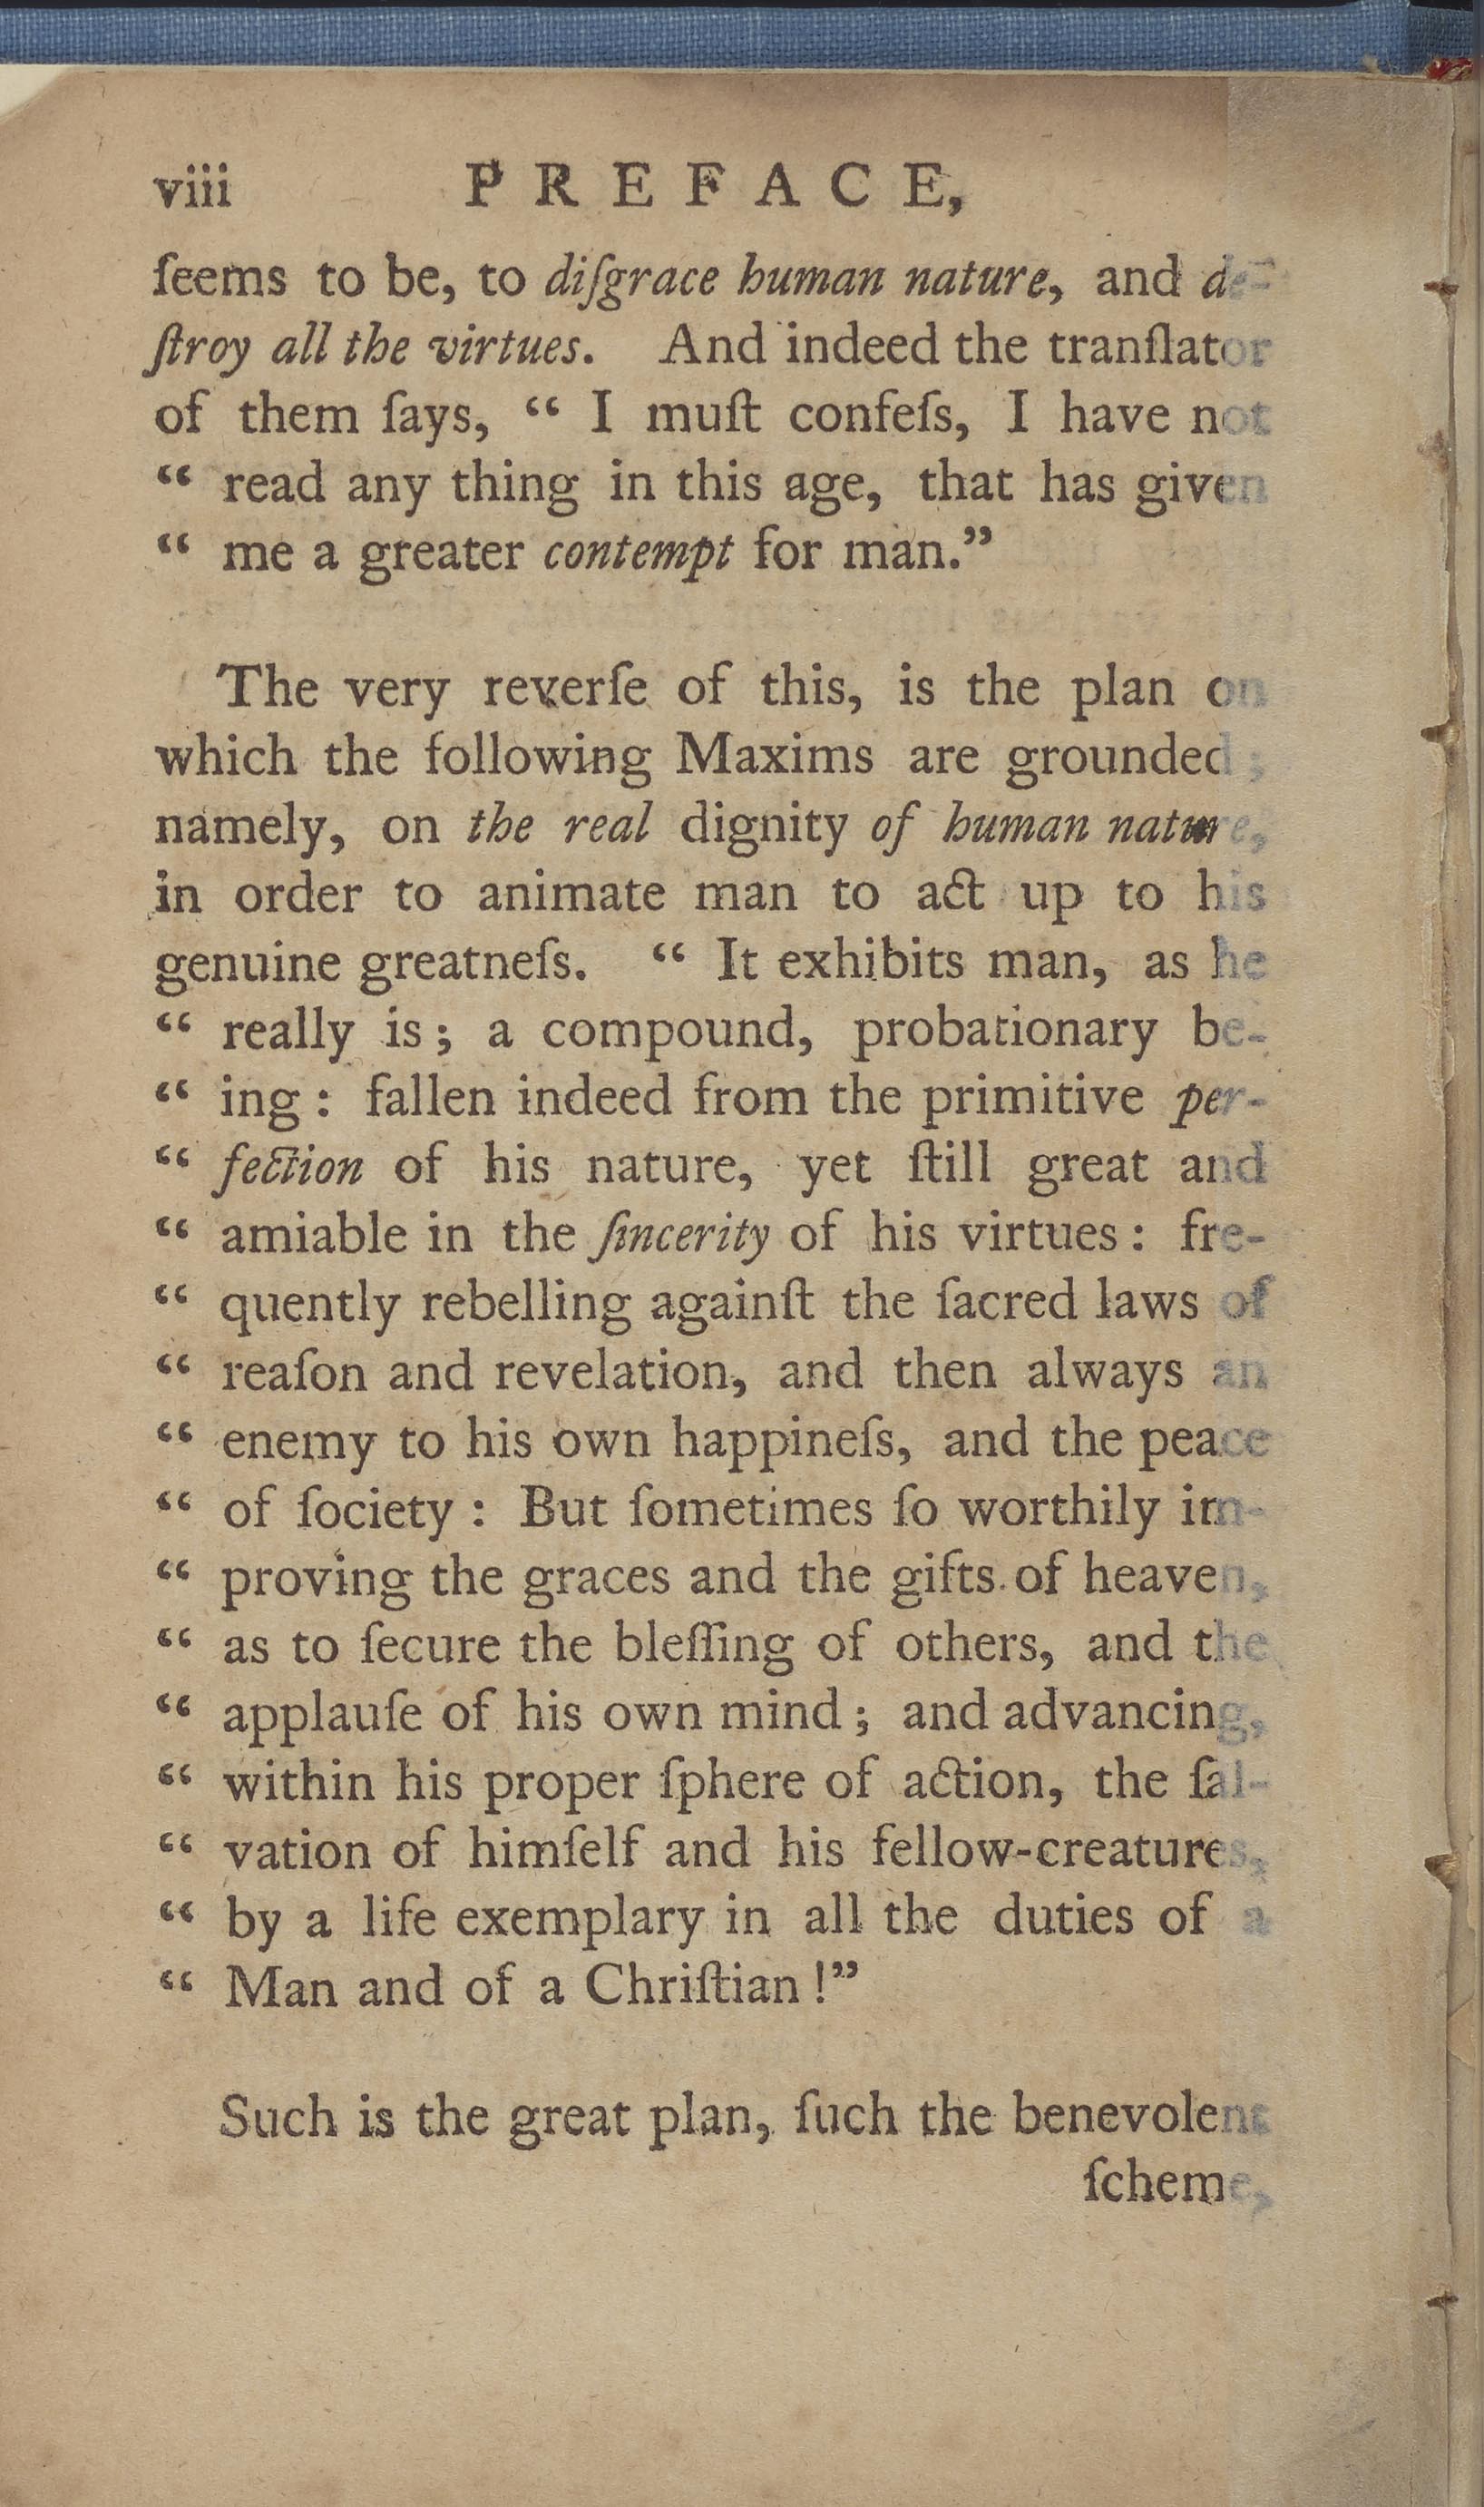 viii PREFACE,
ſeems to be, to diſgrace human nature, and de-
ſtroy all the virtues. And indeed the tranſlator
of them ſays, “ I muſt confeſs, I have not
“ read any thing in this age, that has given
“ me a greater contempt for man.”
The very reverſe of this, is the plan on
which the following Maxims are grounded ;
namely, on the real dignity of human nature,
in order to animate man to act up to his
genuine greatneſs. “ It exhibits man, as he
“ really is ; a compound, probationary be-
“ ing : fallen indeed from the primitive per-
“ fection of his nature, yet ſtill great and
“ amiable in the ſincerity of his virtues : fre-
“ quently rebelling againſt the ſacred laws of
“ reaſon and revelation, and then always an
“ enemy to his own happineſs, and the peace
“ of ſociety : But ſometimes ſo worthily im-
“ proving the graces and the gifts of heaven,
“ as to ſecure the bleſſing of others, and the
“ applauſe of his own mind ; and advancing,
“ within his proper ſphere of action, the ſal-
“ vation of himſelf and his fellow-creatures,
“ by a life exemplary in all the duties of a
“ Man and of a Chriſtian !”
Such is the great plan, ſuch the benevolent
ſcheme,